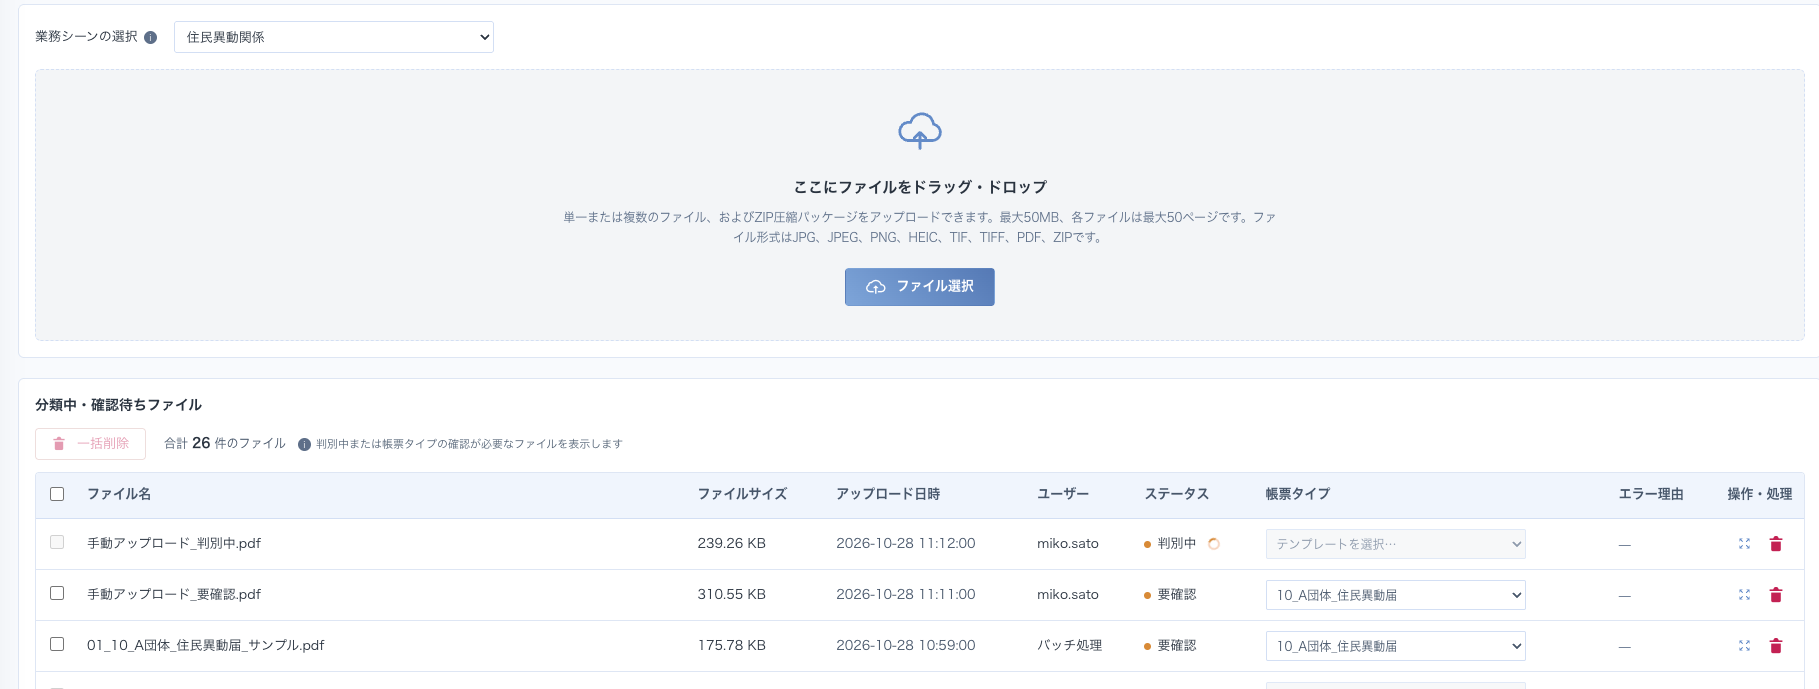 業務シーンの選択
住民異動関係
ここにファイルをドラッグ・ドロップ
単一または複数のファイル、およびZIP圧縮パッケージをアップロードできます。最大50MB、各ファイルは最大50ページです。ファ
イル形式はJPG、JPEG、PNG、HEIC、TIF、TIFF、PDF、ZIPです。
ファイル選択
分類中・確認待ちファイル
一括削除 合計 26 件のファイル 判別中または帳票タイプの確認が必要なファイルを表示します
ファイル名 ファイルサイズ アップロード日時 ユーザー ステータス 帳票タイプ エラー理由 操作・処理
手動アップロード_判別中.pdf 239.26 KB 2026-10-28 11:12:00 miko.sato 判別中 テンプレートを選択… —
手動アップロード_要確認.pdf 310.55 KB 2026-10-28 11:11:00 miko.sato 要確認 10_A団体_住民異動届 —
01_10_A団体_住民異動届_サンプル.pdf 175.78 KB 2026-10-28 10:59:00 バッチ処理 要確認 10_A団体_住民異動届 —